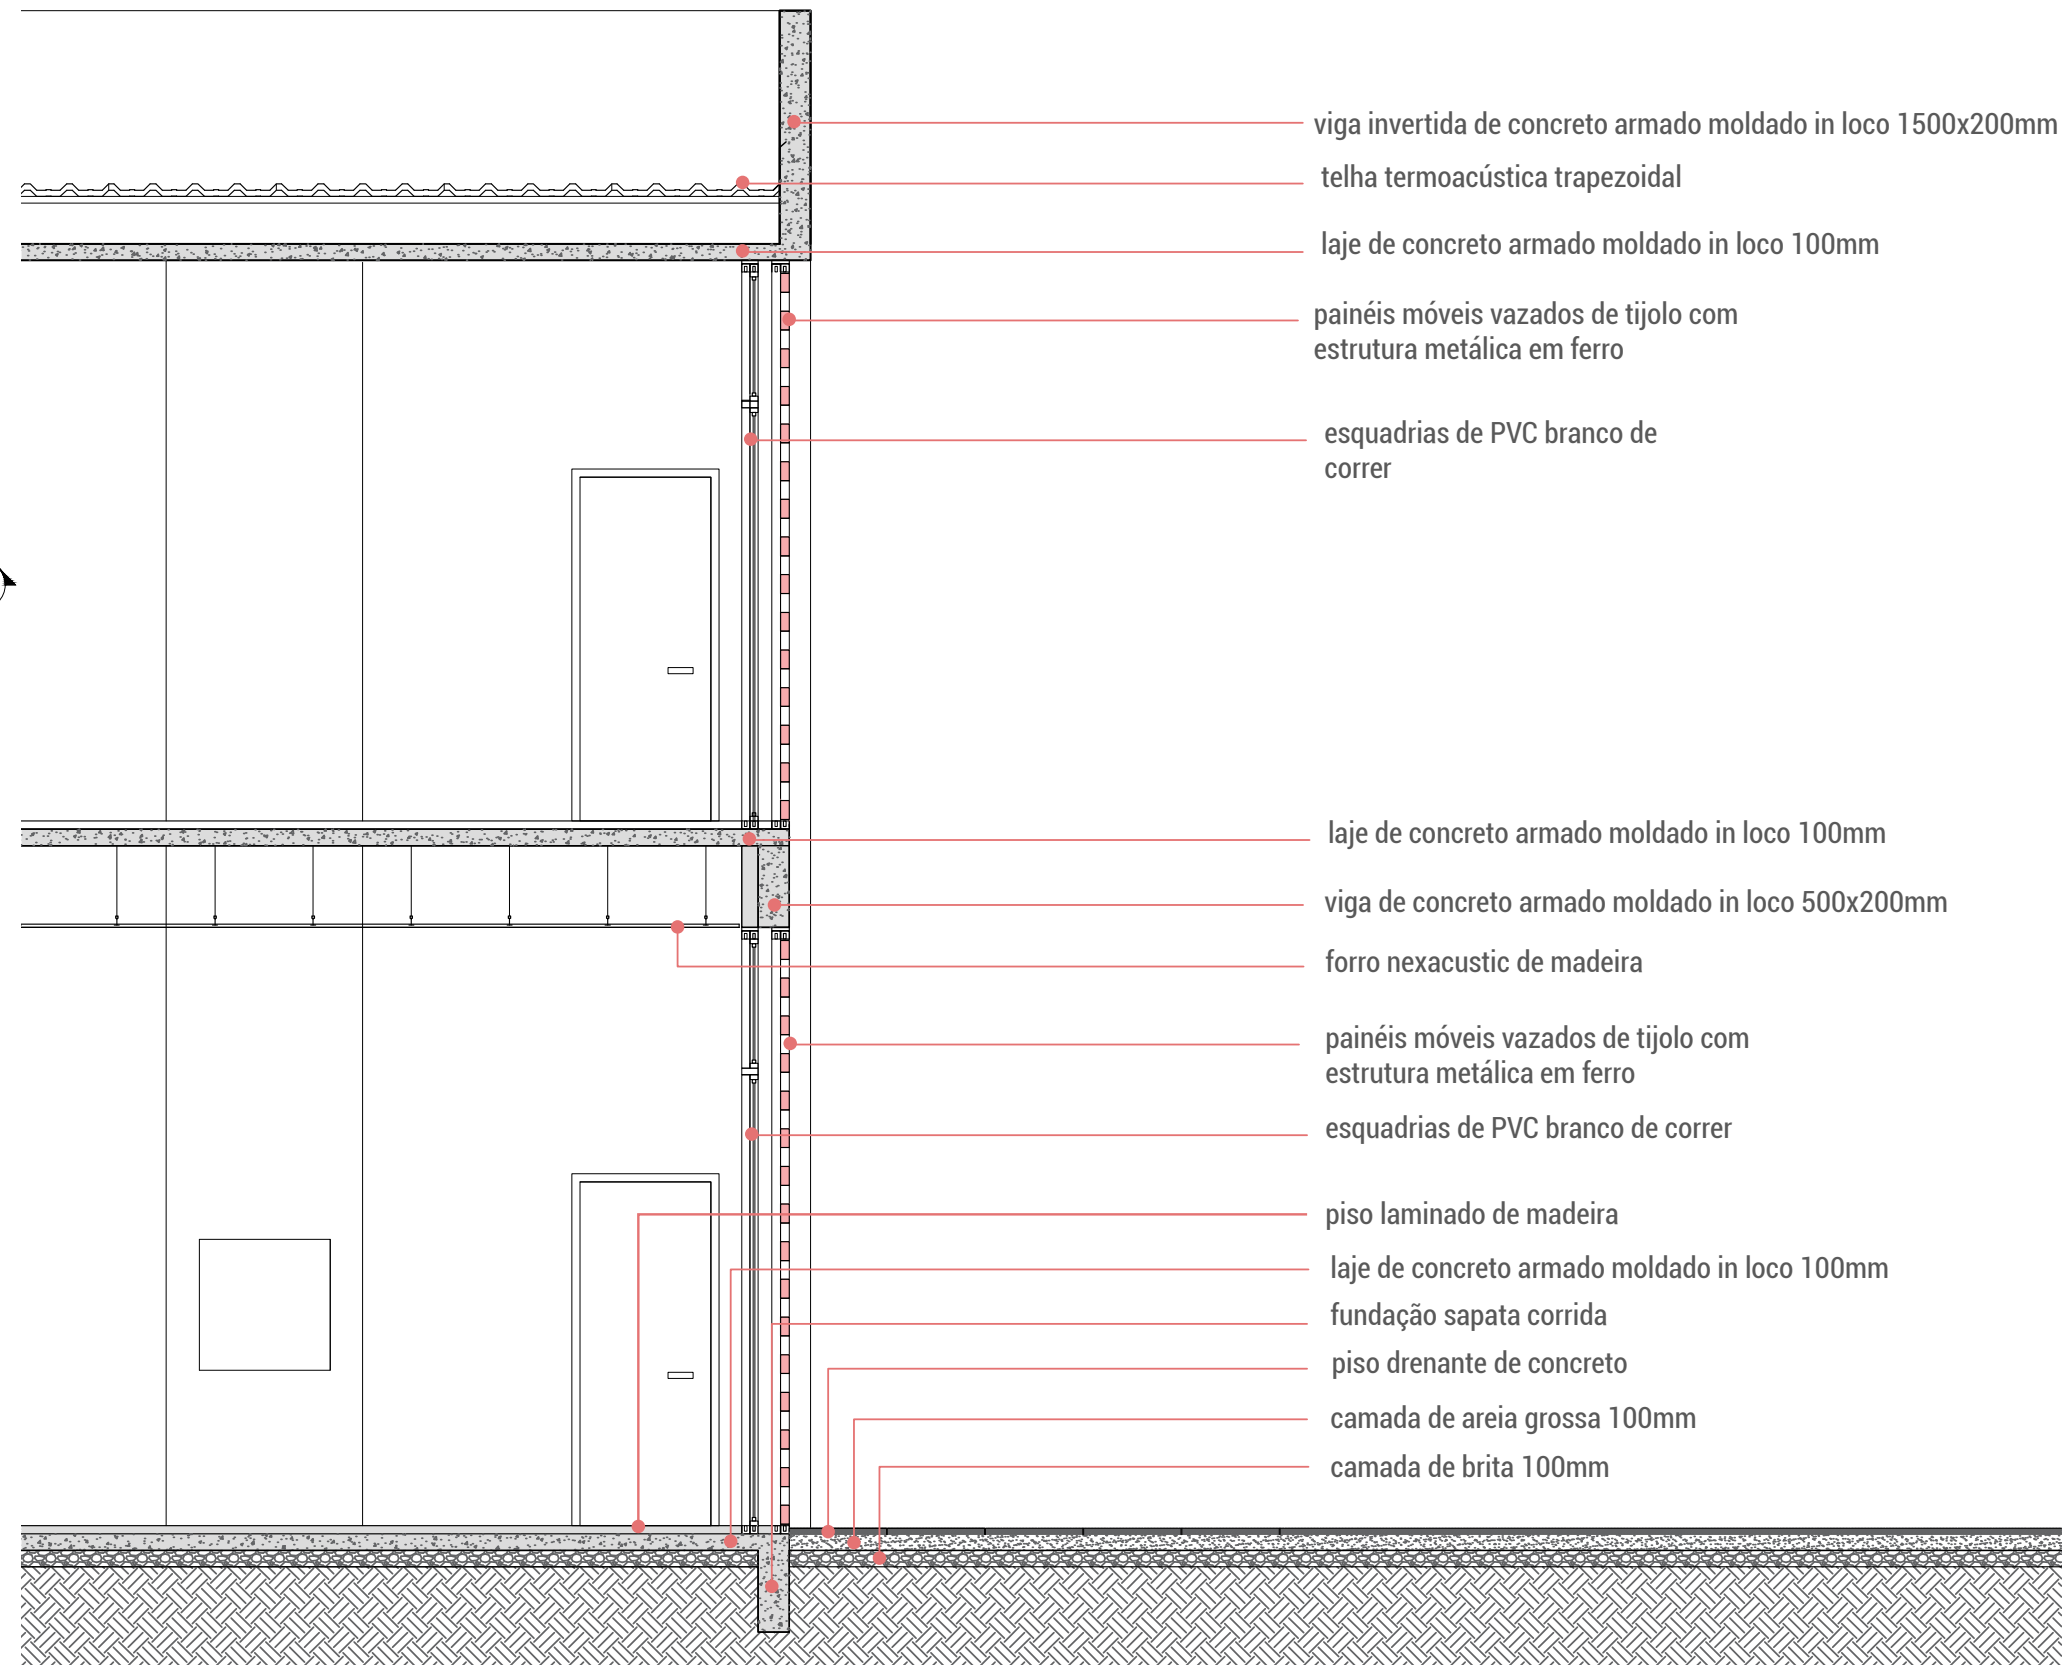 viga invertida de concreto armado moldado in loco 1500x200mm
telha termoacústica trapezoidal
laje de concreto armado moldado in loco 100mm
painéis móveis vazados de tijolo com
estrutura metálica em ferro
esquadrias de PVC branco de
correr
laje de concreto armado moldado in loco 100mm
viga de concreto armado moldado in loco 500x200mm
forro nexacustic de madeira
painéis móveis vazados de tijolo com
estrutura metálica em ferro
esquadrias de PVC branco de correr
piso laminado de madeira
laje de concreto armado moldado in loco 100mm
fundação sapata corrida
piso drenante de concreto
camada de areia grossa 100mm
camada de brita 100mm